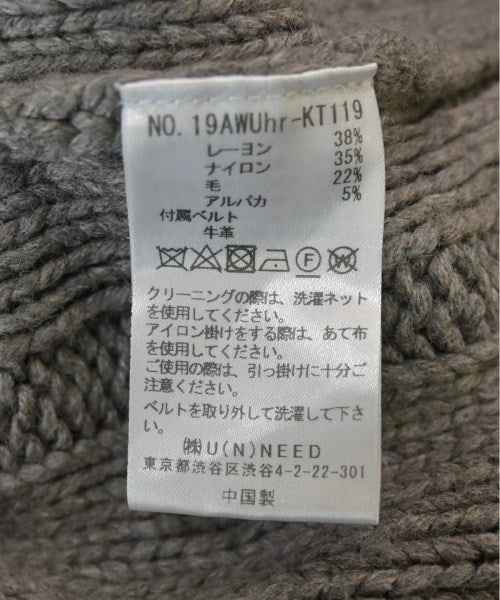 NO. 19AWUhr-KT119
レーヨン 38%
ナイロン 35%
毛 22%
アルパカ 5%
付属ベルト
牛革
F W
クリーニングの際は、洗濯ネット
を使用してください。
アイロン掛けをする際は、あて布
を使用してください。
ご使用の際は、引っ掛けに十分ご
注意ください。
ベルトを取り外して洗濯して下さ
い。
㈱U(N)NEED
東京都渋谷区渋谷4-2-22-301
中国製